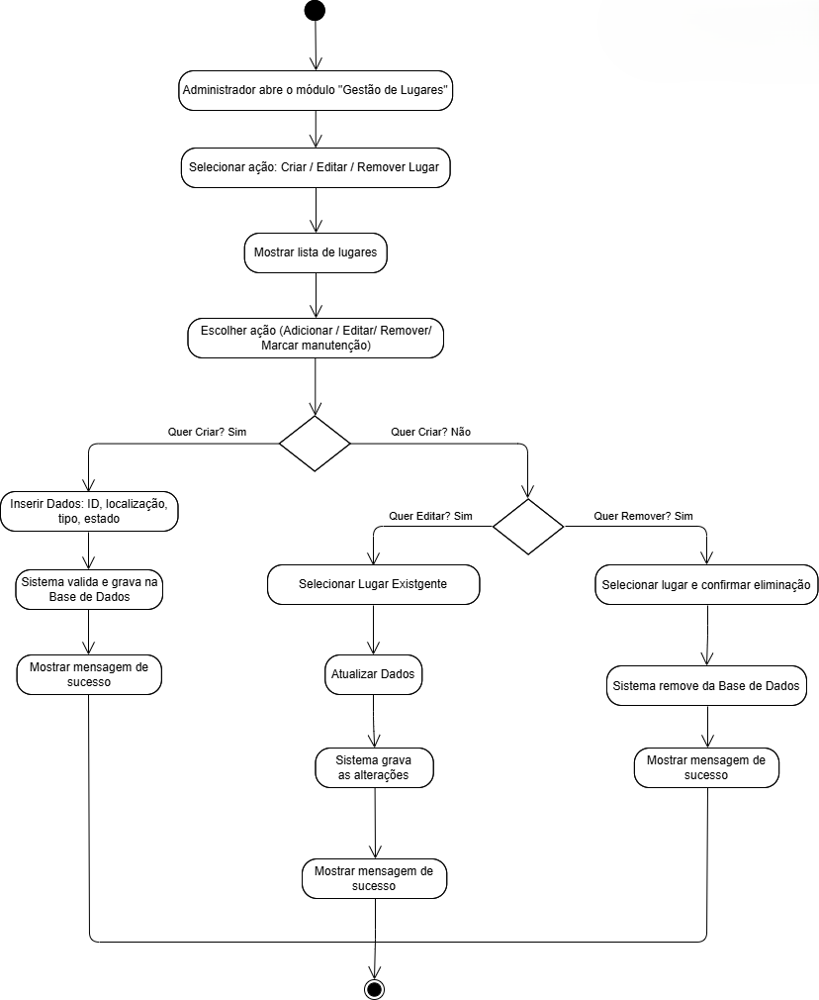 Administrador abre o módulo "Gestão de Lugares"
Selecionar ação: Criar / Editar / Remover Lugar
Mostrar lista de lugares
Escolher ação (Adicionar / Editar/ Remover/
Marcar manutenção)
Quer Criar? Sim
Quer Criar? Não
Inserir Dados: ID, localização,
tipo, estado
Quer Editar? Sim
Quer Remover? Sim
Sistema valida e grava na
Base de Dados
Selecionar Lugar Existgente
Selecionar lugar e confirmar eliminação
Mostrar mensagem de
sucesso
Atualizar Dados
Sistema remove da Base de Dados
Sistema grava
as alterações
Mostrar mensagem de
sucesso
Mostrar mensagem de
sucesso